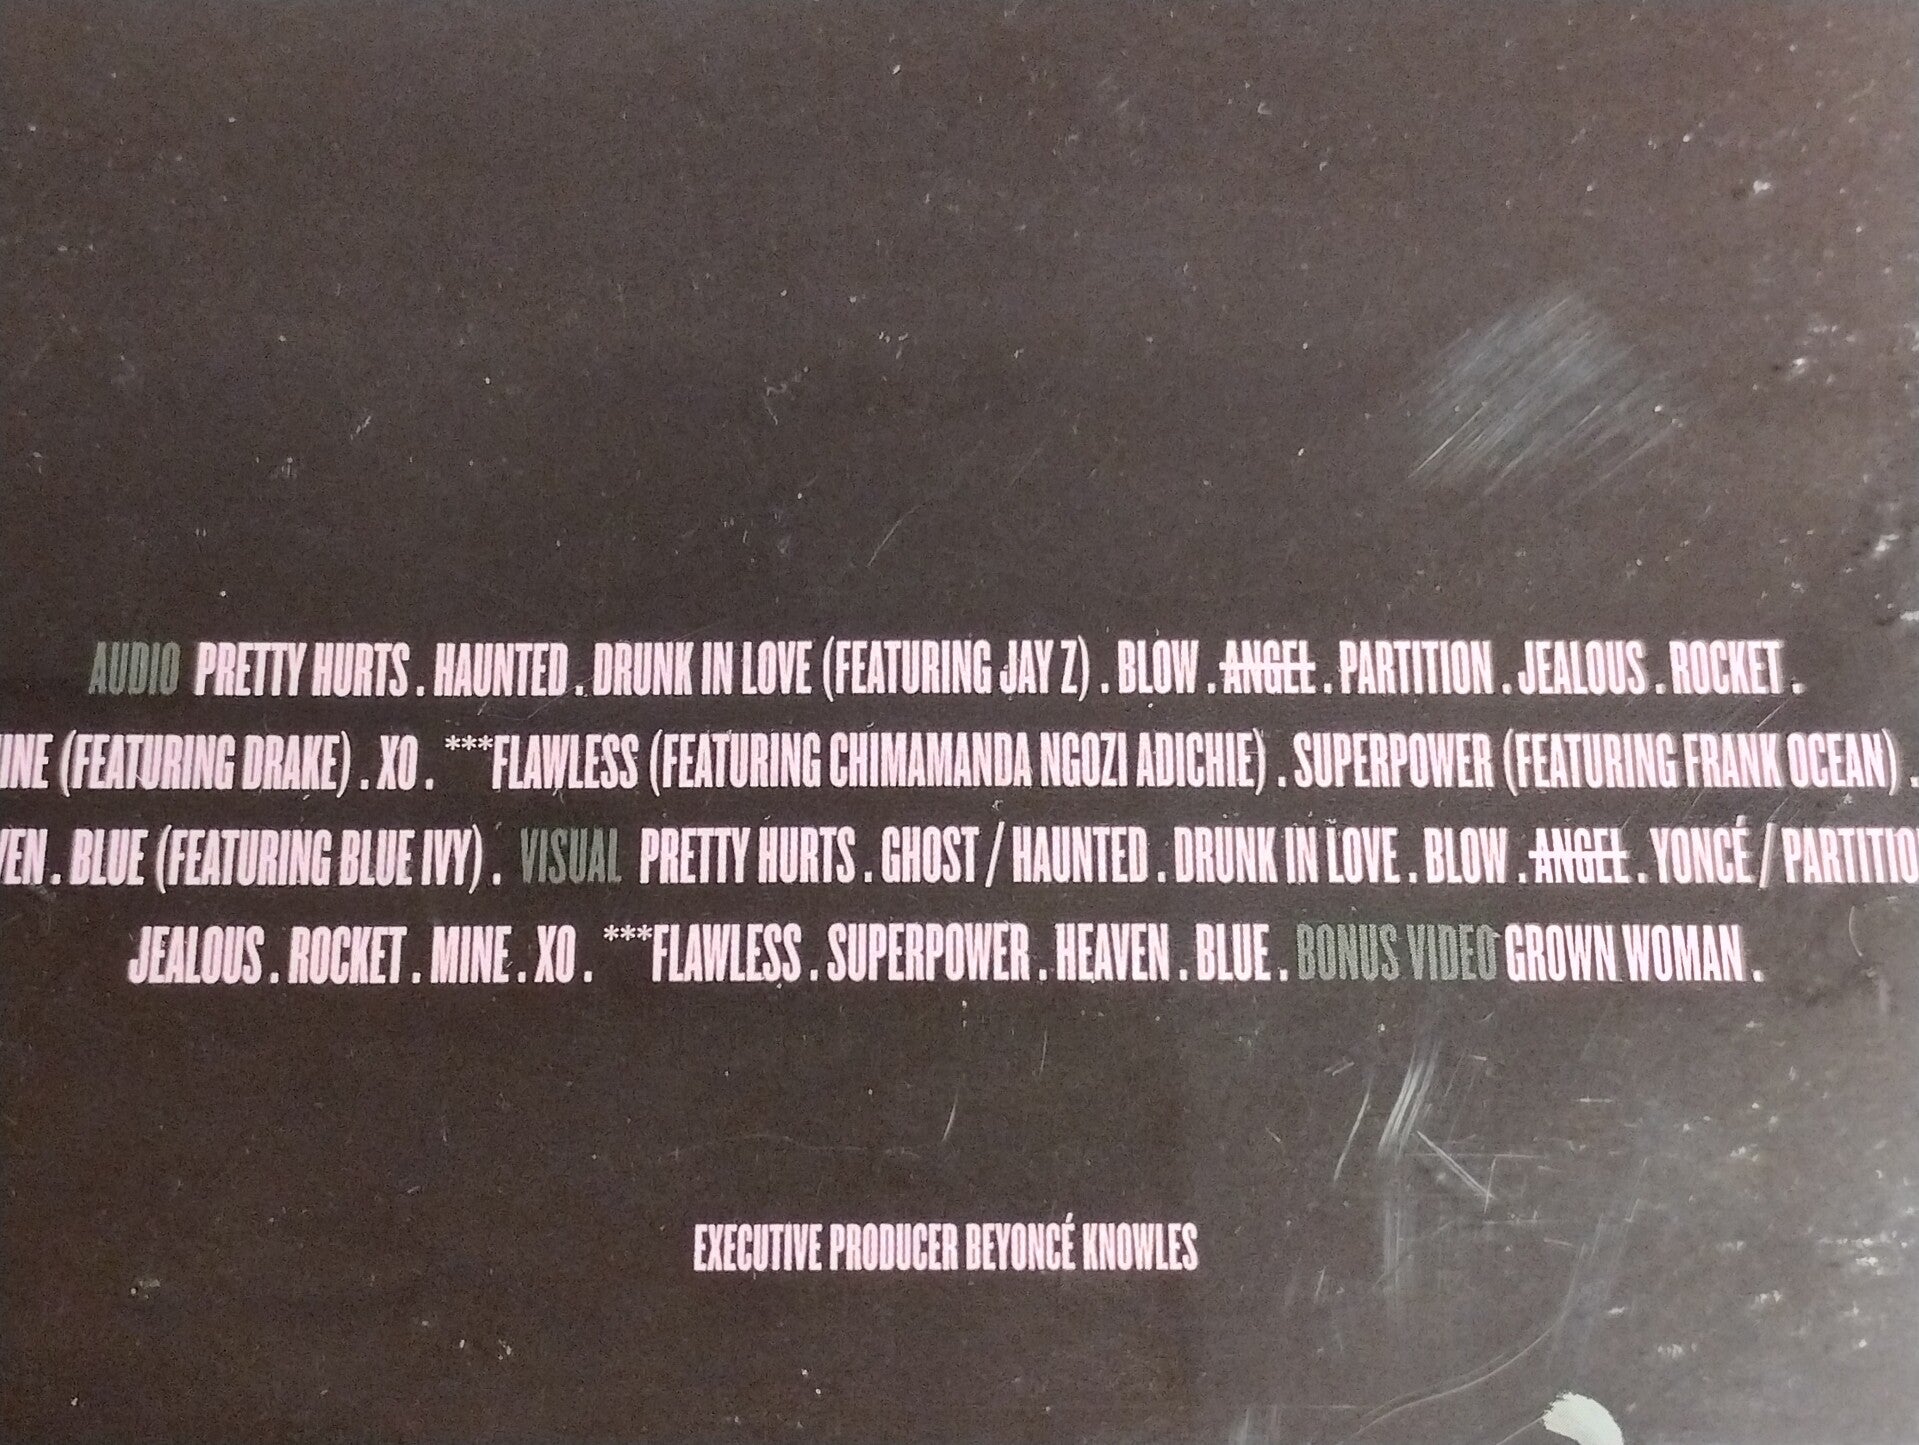 AUDIO PRETTY HURTS . HAUNTED . DRUNK IN LOVE (FEATURING JAY Z) . BLOW . ANGEL . PARTITION . JEALOUS . ROCKET .
INE (FEATURING DRAKE) . XO . ***FLAWLESS (FEATURING CHIMAMANDA NGOZI ADICHIE) . SUPERPOWER (FEATURING FRANK OCEAN) .
VEN . BLUE (FEATURING BLUE IVY) . VISUAL PRETTY HURTS . GHOST / HAUNTED . DRUNK IN LOVE . BLOW . ANGEL . YONCÉ / PARTITIO
JEALOUS . ROCKET . MINE . XO . ***FLAWLESS . SUPERPOWER . HEAVEN . BLUE . BONUS VIDEO GROWN WOMAN .
EXECUTIVE PRODUCER BEYONCÉ KNOWLES